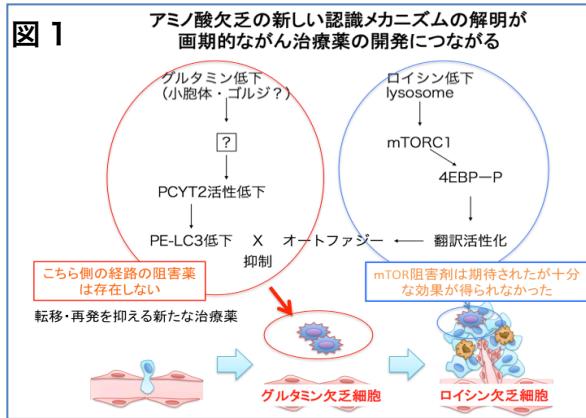 図1
アミノ酸欠乏の新しい認識メカニズムの解明が
画期的ながん治療薬の開発につながる
グルタミン低下
(小胞体・ゴルジ?)
?
PCYT2活性低下
PE-LC3低下 X オートファジー
抑制
ロイシン低下
lysosome
mTORC1
4EBP−P
翻訳活性化
こちら側の経路の阻害薬
は存在しない
mTOR阻害剤は期待されたが十分
な効果が得られなかった
転移・再発を抑える新たな治療薬
グルタミン欠乏細胞
ロイシン欠乏細胞